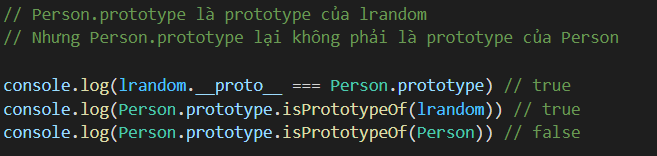 // Person.prototype là prototype của lrandom
// Nhưng Person.prototype lại không phải là prototype của Person
console.log(lrandom.__proto__ === Person.prototype) // true
console.log(Person.prototype.isPrototypeOf(lrandom)) // true
console.log(Person.prototype.isPrototypeOf(Person)) // false